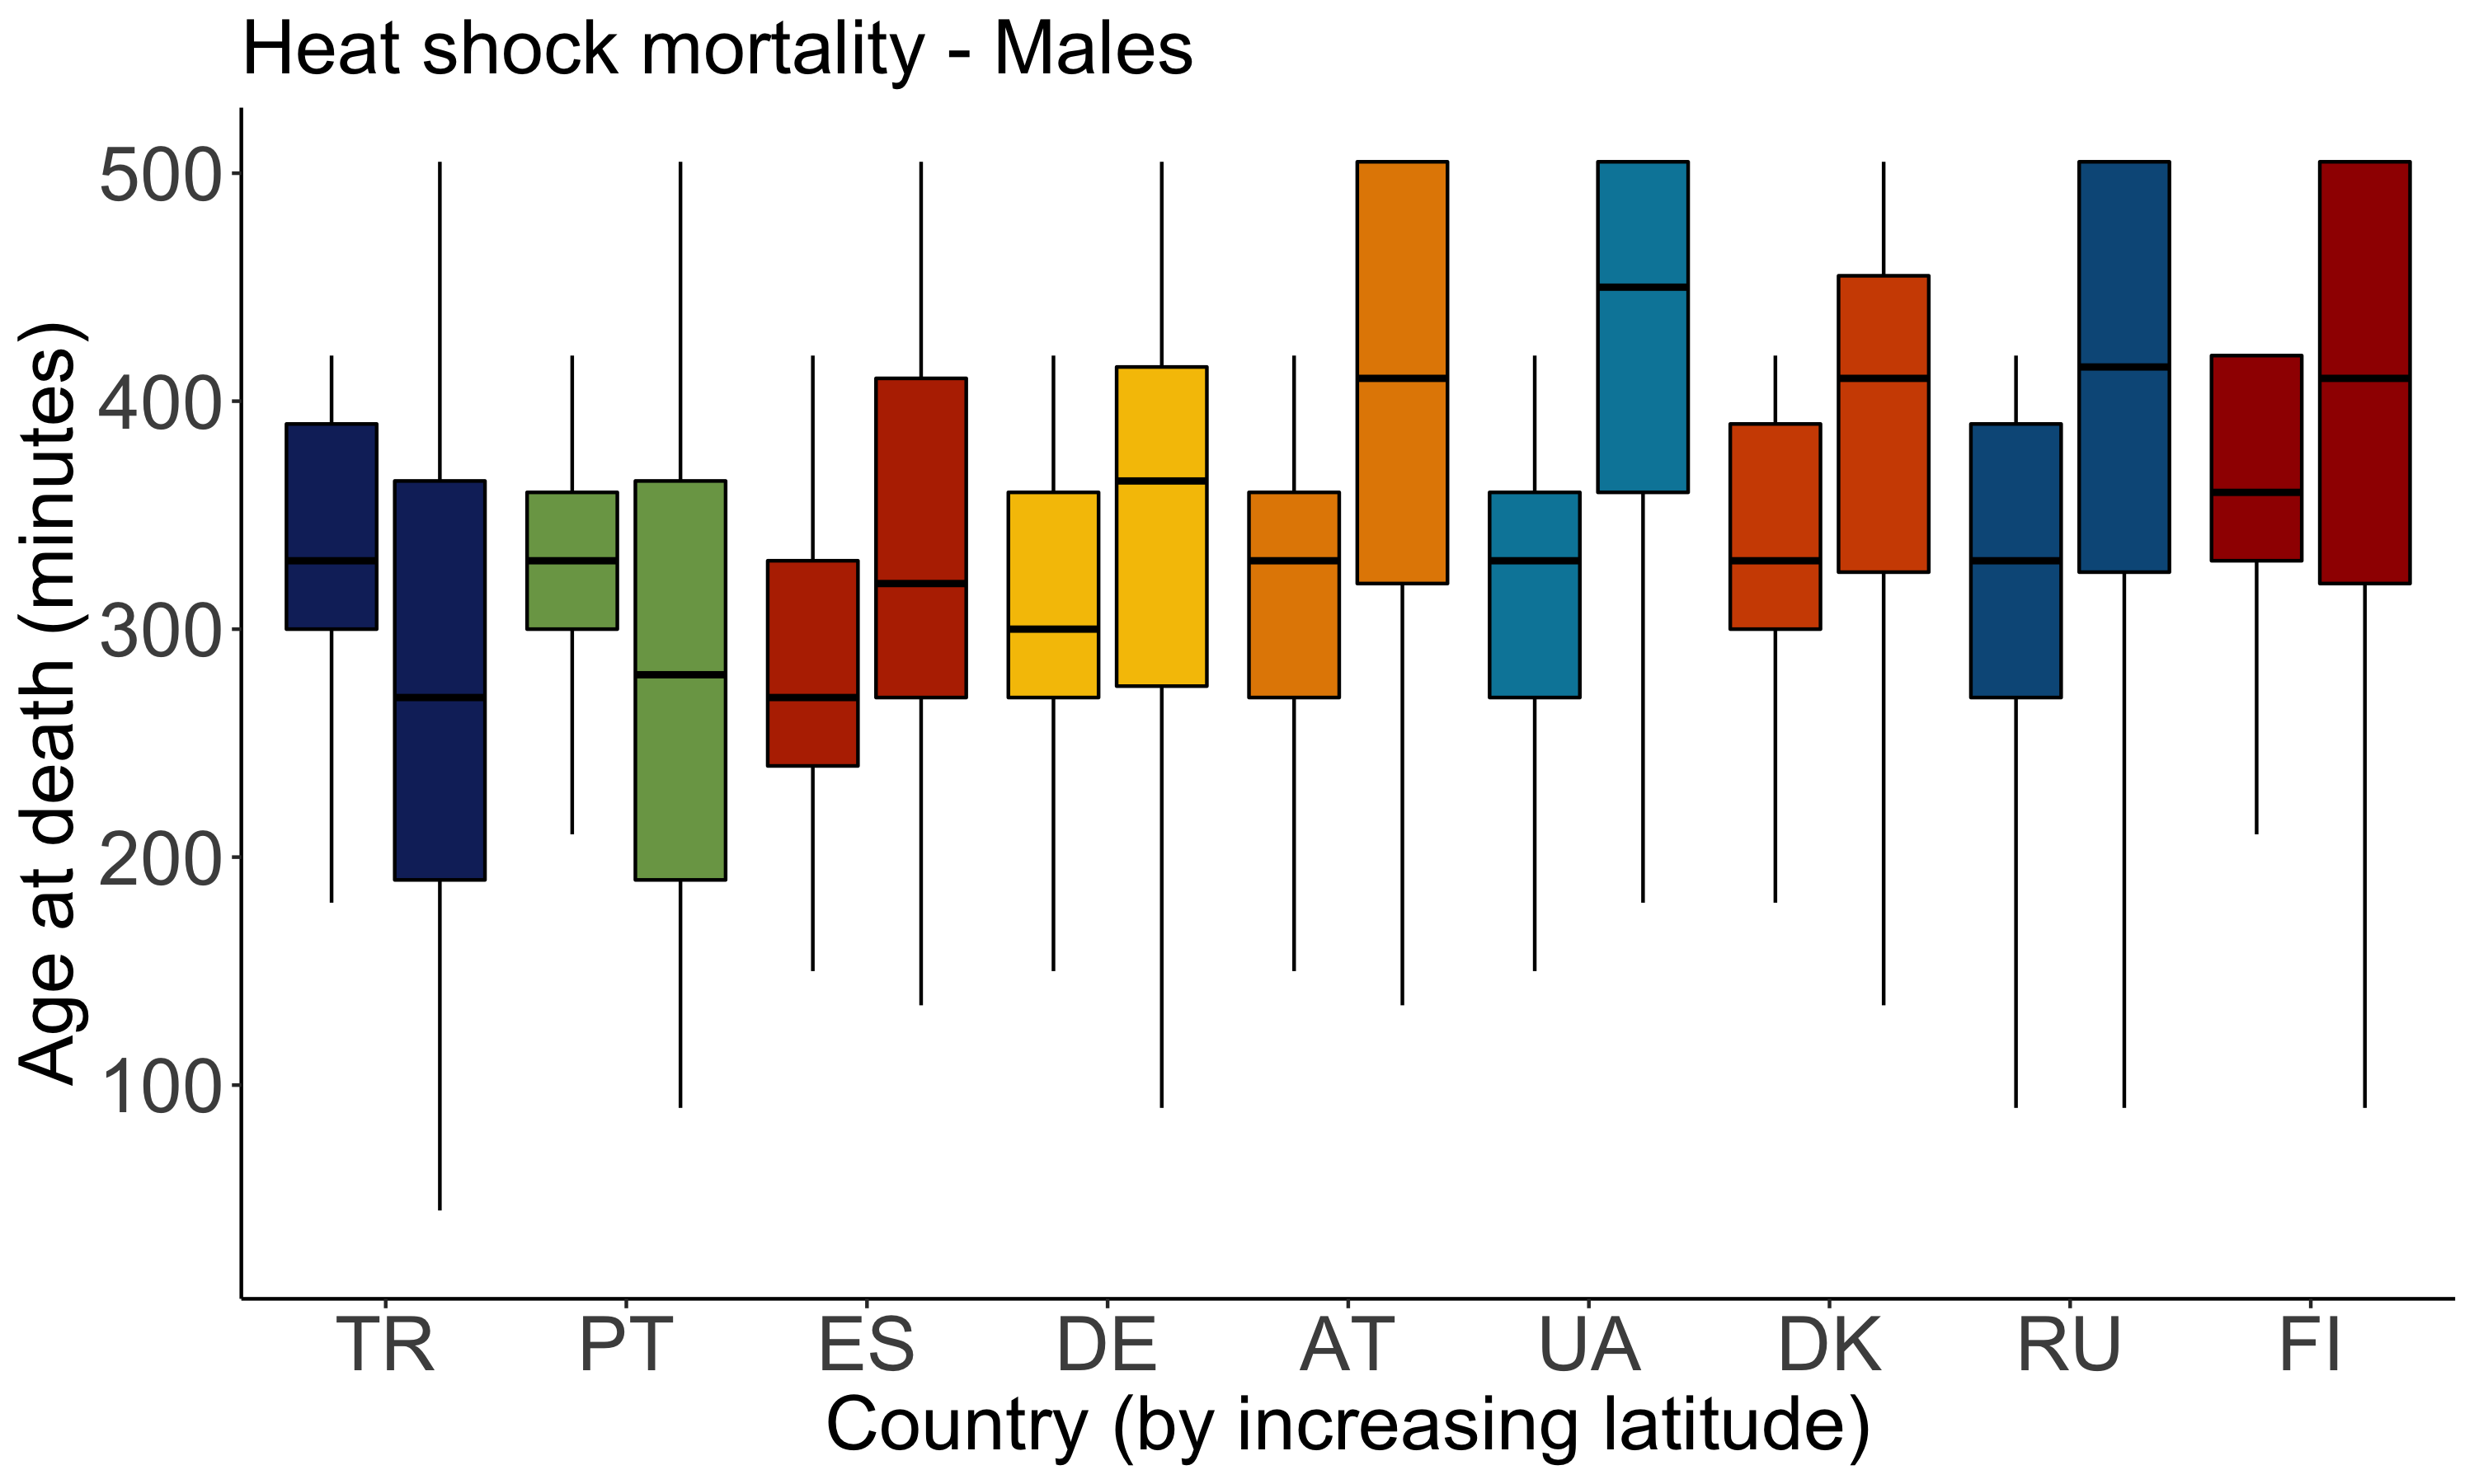 Heat shock mortality - Males
Age at death (minutes)
500
400
300
200
100
TR PT ES DE AT UA DK RU FI
Country (by increasing latitude)